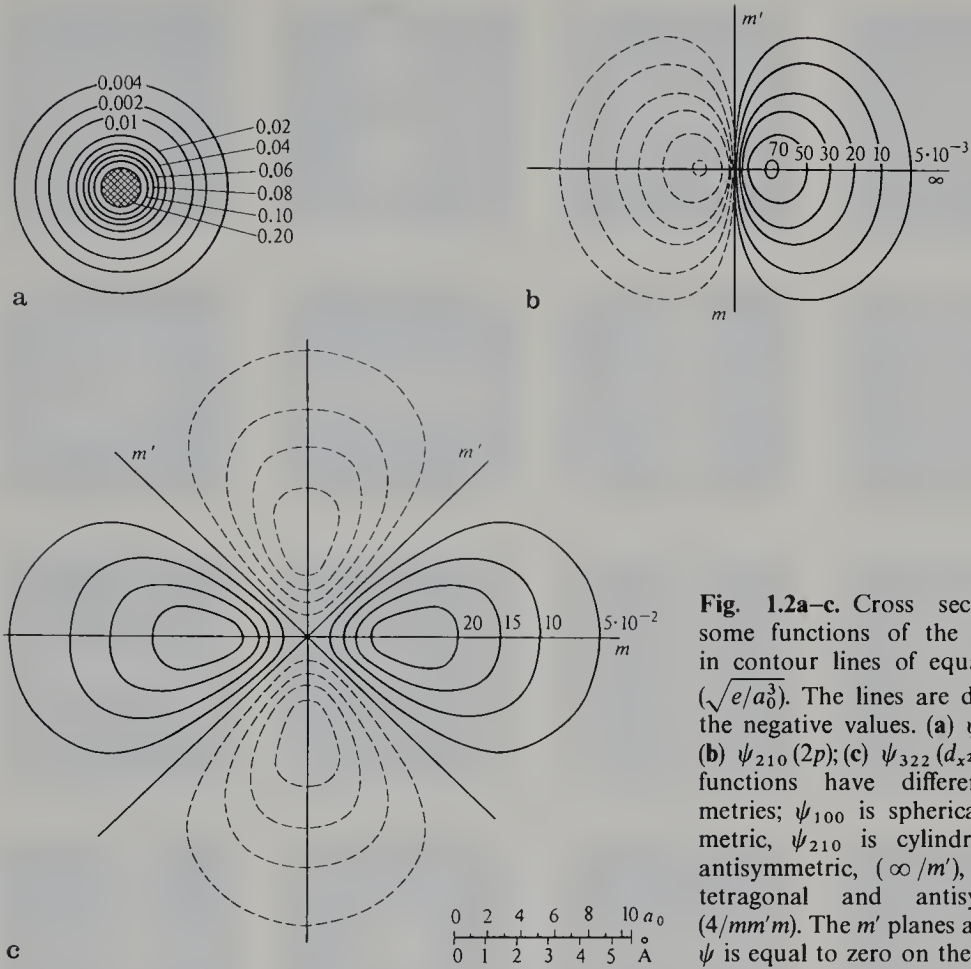 0.004
0.002
0.01
0.02
0.04
0.06
0.08
0.10
0.20
a
m'
70 50 30 20 10 5·10⁻³
∞
b
m
m' m'
20 15 10 5·10⁻²
m
0 2 4 6 8 10 a₀
0 1 2 3 4 5 Å
c
Fig. 1.2a–c. Cross sec
some functions of the
in contour lines of equa
(√e/a₀³). The lines are d
the negative values. (a)
(b) ψ₂₁₀ (2p); (c) ψ₃₂₂ (dₓ₂
functions have differe
metries; ψ₁₀₀ is spherica
metric, ψ₂₁₀ is cylindr
antisymmetric, (∞/m'),
tetragonal and antisy
(4/mm'm). The m' planes a
ψ is equal to zero on the